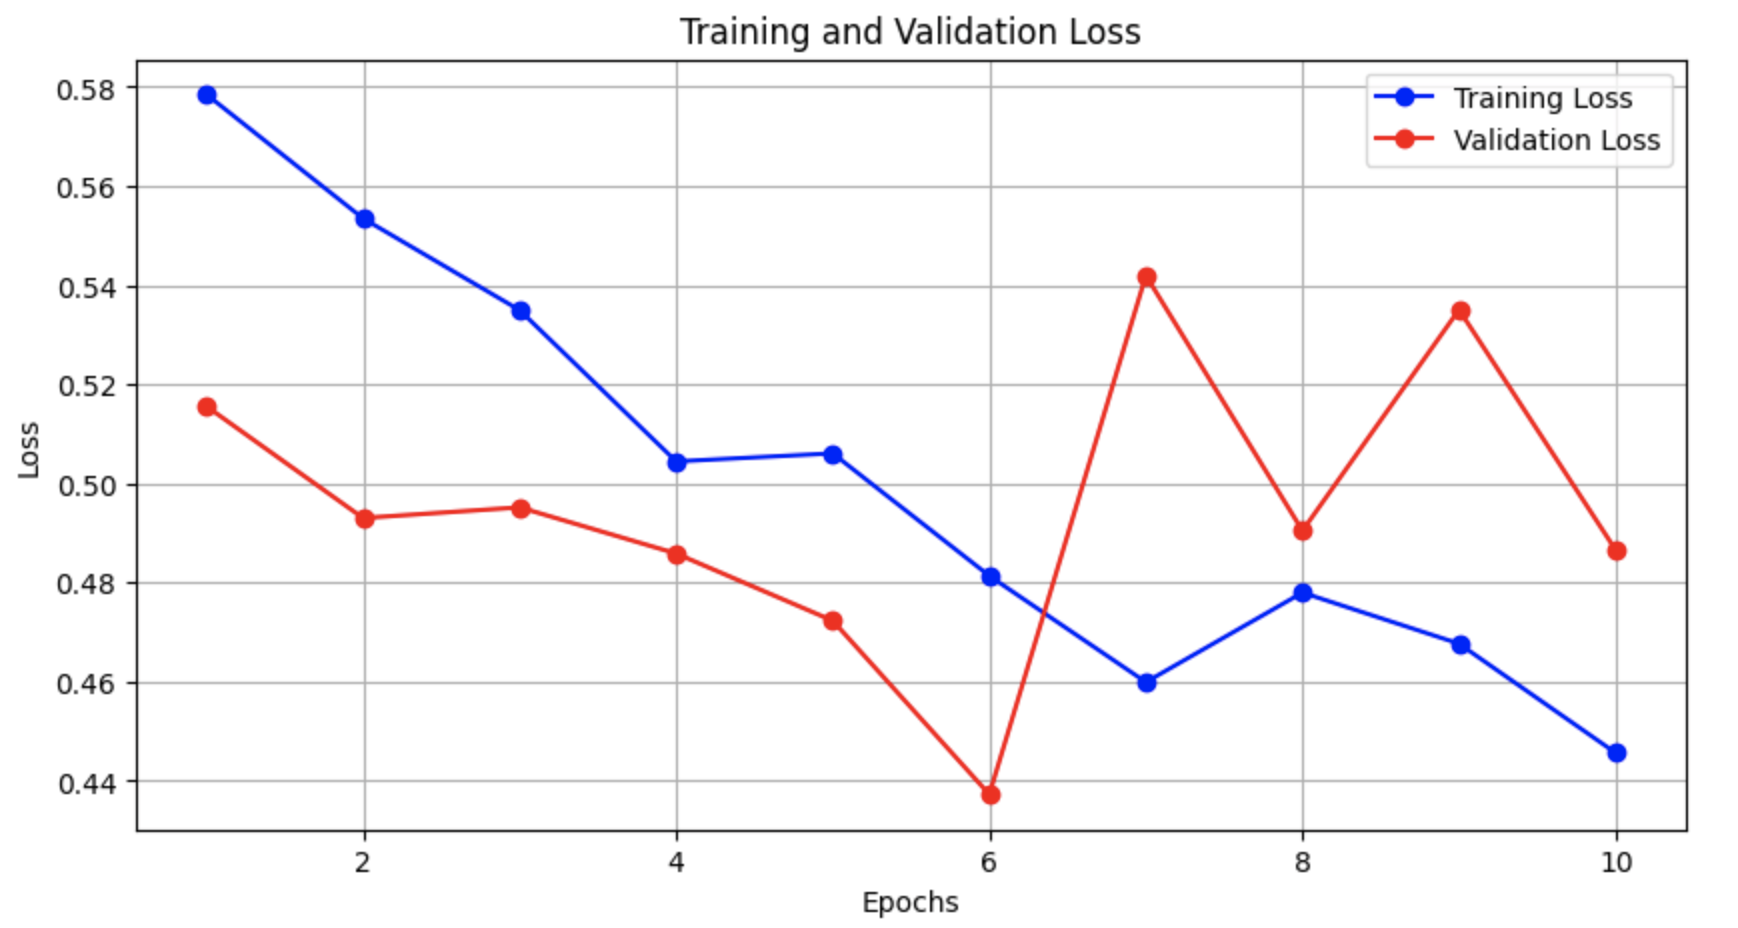 Training and Validation Loss
Training Loss
Validation Loss
0.58
0.56
0.54
0.52
0.50
0.48
0.46
0.44
Loss
2 4 6 8 10
Epochs